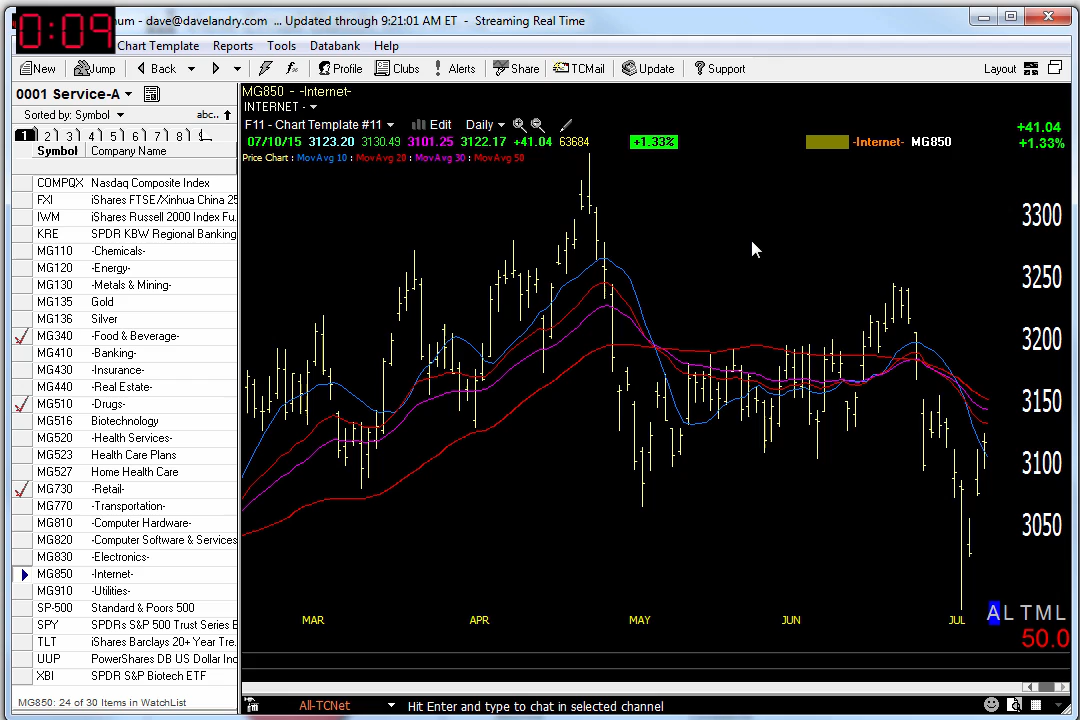 0:09
num - dave@davelandry.com ... Updated through 9:21:01 AM ET - Streaming Real Time
Chart Template Reports Tools Databank Help
New Jump Back Profile Clubs Alerts Share TCMail Update Support Layout
0001 Service-A
Sorted by: Symbol abc..
1 2 3 4 5 6 7 8
Symbol Company Name
COMPQX Nasdaq Composite Index
FXI iShares FTSE/Xinhua China 25
IWM iShares Russell 2000 Index Fu.
KRE SPDR KBW Regional Banking
MG110 -Chemicals-
MG120 -Energy-
MG130 -Metals & Mining-
MG135 Gold
MG136 Silver
MG340 -Food & Beverage-
MG410 -Banking-
MG430 -Insurance-
MG440 -Real Estate-
MG510 -Drugs-
MG516 Biotechnology
MG520 -Health Services-
MG523 Health Care Plans
MG527 Home Health Care
MG730 -Retail-
MG770 -Transportation-
MG810 -Computer Hardware-
MG820 -Computer Software & Services
MG830 -Electronics-
MG850 -Internet-
MG910 -Utilities-
SP-500 Standard & Poors 500
SPY SPDRs S&P 500 Trust Series E
TLT iShares Barclays 20+ Year Tre.
UUP PowerShares DB US Dollar Inc
XBI SPDR S&P Biotech ETF
MG850: 24 of 30 Items in WatchList
MG850 - -Internet-
INTERNET -
F11 - Chart Template #11 Edit Daily
07/10/15 3123.20 3130.49 3101.25 3122.17 +41.04 63684 +1.33% -Internet- MG850
+41.04
+1.33%
Price Chart : MovAvg 10 : MovAvg 20 : MovAvg 30 : MovAvg 50
3300
3250
3200
3150
3100
3050
MAR APR MAY JUN JUL
A L T M L
50.0
All-TCNet Hit Enter and type to chat in selected channel